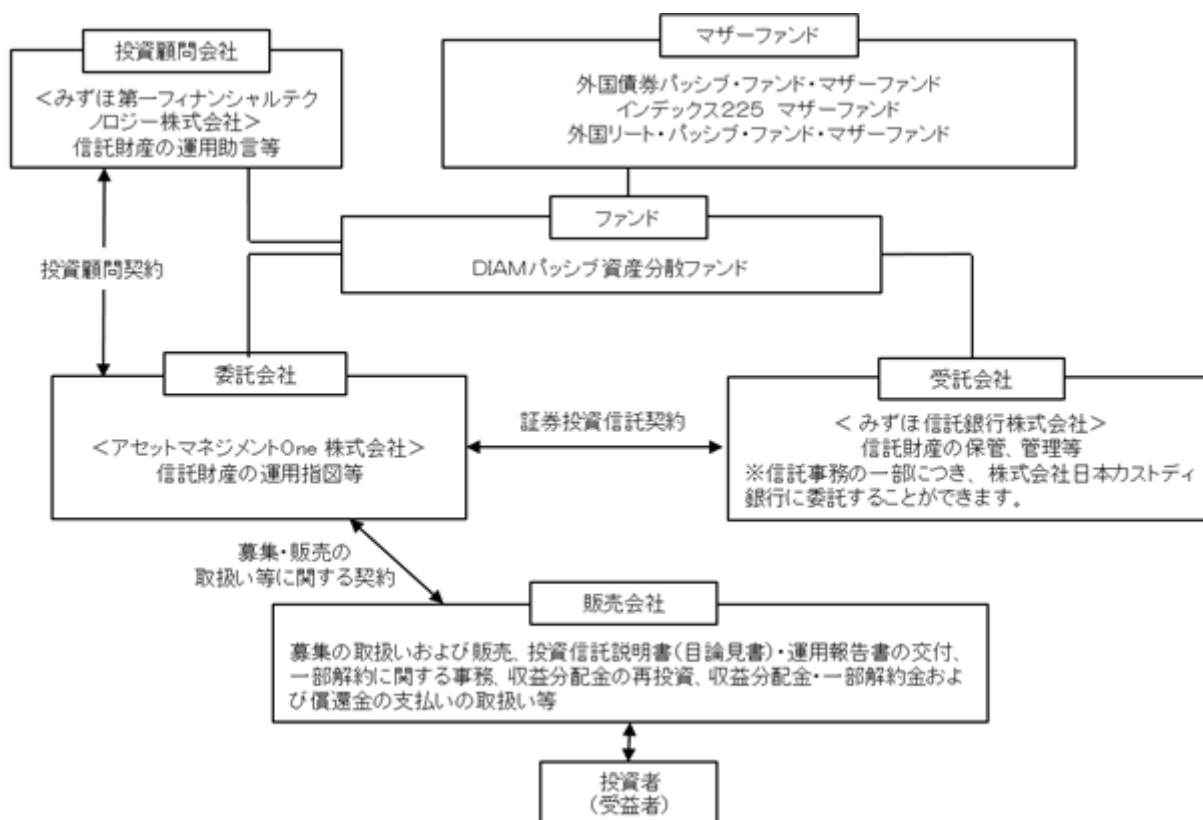 投資顧問会社
<みずほ第一フィナンシャルテク
ノロジー株式会社>
信託財産の運用助言等
マザーファンド
外国債券パッシブ・ファンド・マザーファンド
インデックス225 マザーファンド
外国リート・パッシブ・ファンド・マザーファンド
ファンド
DIAMパッシブ資産分散ファンド
投資顧問契約
委託会社
<アセットマネジメントOne 株式会社>
信託財産の運用指図等
証券投資信託契約
受託会社
< みずほ信託銀行株式会社>
信託財産の保管、管理等
※信託事務の一部につき、株式会社日本カストディ
銀行に委託することができます。
募集・販売の
取扱い等に関する契約
販売会社
募集の取扱いおよび販売、投資信託説明書(目論見書)・運用報告書の交付、
一部解約に関する事務、収益分配金の再投資、収益分配金・一部解約金およ
び償還金の支払いの取扱い等
投資者
(受益者)